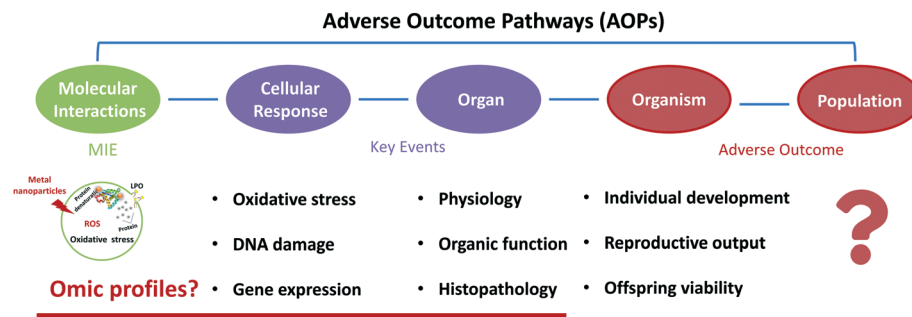 Adverse Outcome Pathways (AOPs)
Molecular
Interactions
Cellular
Response
Organ
Organism
Population
MIE
Key Events
Adverse Outcome
Metal
nanoparticles
Protein
denaturation
LPO
ROS
Protein
Oxidative stress
• Oxidative stress
• DNA damage
• Gene expression
• Physiology
• Organic function
• Histopathology
• Individual development
• Reproductive output
• Offspring viability
?
Omic profiles?